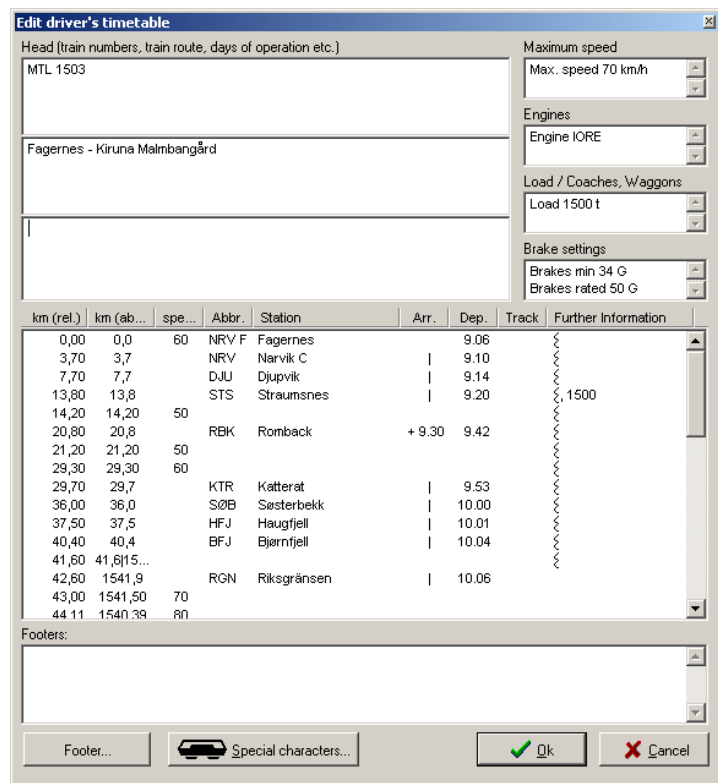 Edit driver's timetable
Head (train numbers, train route, days of operation etc.)
MTL 1503
Fagernes - Kiruna Malmbangård
Maximum speed
Max. speed 70 km/h
Engines
Engine IORE
Load / Coaches, Waggons
Load 1500 t
Brake settings
Brakes min 34 G
Brakes rated 50 G
km (rel.) km (ab... spe... Abbr. Station Arr. Dep. Track Further Information
0,00 0,0 60 NRV F Fagernes 9.06
3,70 3,7 NRV Narvik C | 9.10
7,70 7,7 DJU Djupvik | 9.14
13,80 13,8 STS Straumsnes | 9.20 , 1500
14,20 14,20 50
20,80 20,8 RBK Romback + 9.30 9.42
21,20 21,20 50
29,30 29,30 60
29,70 29,7 KTR Katterat | 9.53
36,00 36,0 SØB Søsterbekk | 10.00
37,50 37,5 HFJ Haugfjell | 10.01
40,40 40,4 BFJ Bjørnfjell | 10.04
41,60 41,6|15...
42,60 1541,9 RGN Riksgränsen | 10.06
43,00 1541,50 70
44,11 1540,39 80
Footers:
Footer...
Special characters...
Ok
Cancel